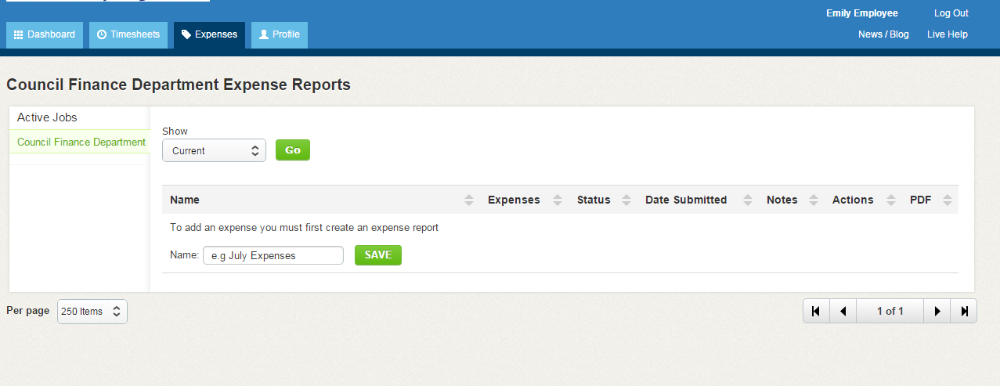 Emily Employee Log Out
Dashboard Timesheets Expenses Profile News / Blog Live Help
Council Finance Department Expense Reports
Active Jobs
Council Finance Department
Show
Current Go
Name Expenses Status Date Submitted Notes Actions PDF
To add an expense you must first create an expense report
Name: e.g July Expenses SAVE
Per page 250 Items 1 of 1